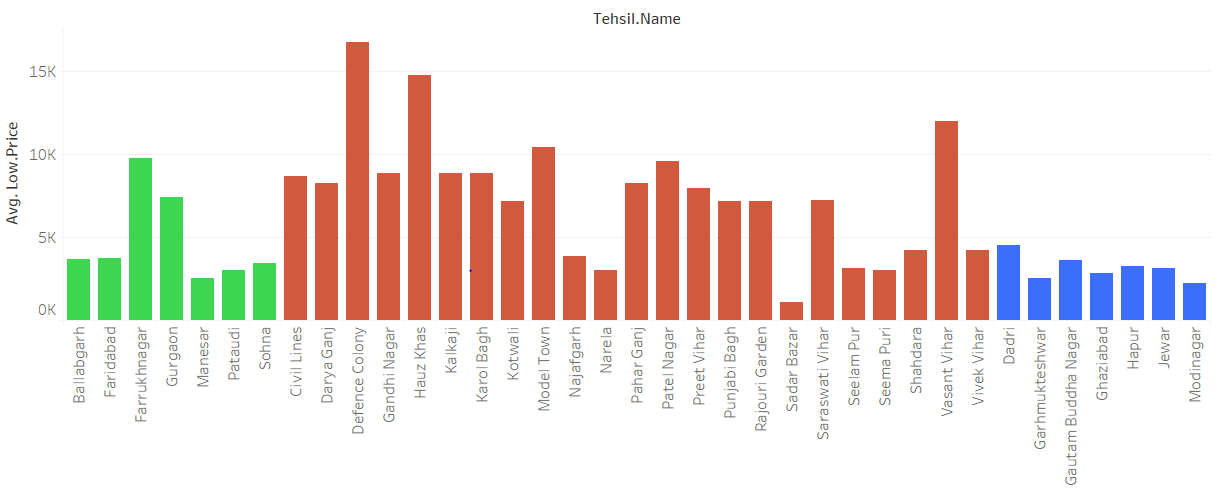 Tehsil.Name
Avg. Low.Price
15K
10K
5K
0K
Ballabgarh
Faridabad
Farrukhnagar
Gurgaon
Manesar
Pataudi
Sohna
Civil Lines
Darya Ganj
Defence Colony
Gandhi Nagar
Hauz Khas
Kalkaji
Karol Bagh
Kotwali
Model Town
Najafgarh
Narela
Pahar Ganj
Patel Nagar
Preet Vihar
Punjabi Bagh
Rajouri Garden
Sadar Bazar
Saraswati Vihar
Seelam Pur
Seema Puri
Shahdara
Vasant Vihar
Vivek Vihar
Dadri
Garhmukteshwar
Gautam Buddha Nagar
Ghaziabad
Hapur
Jewar
Modinagar